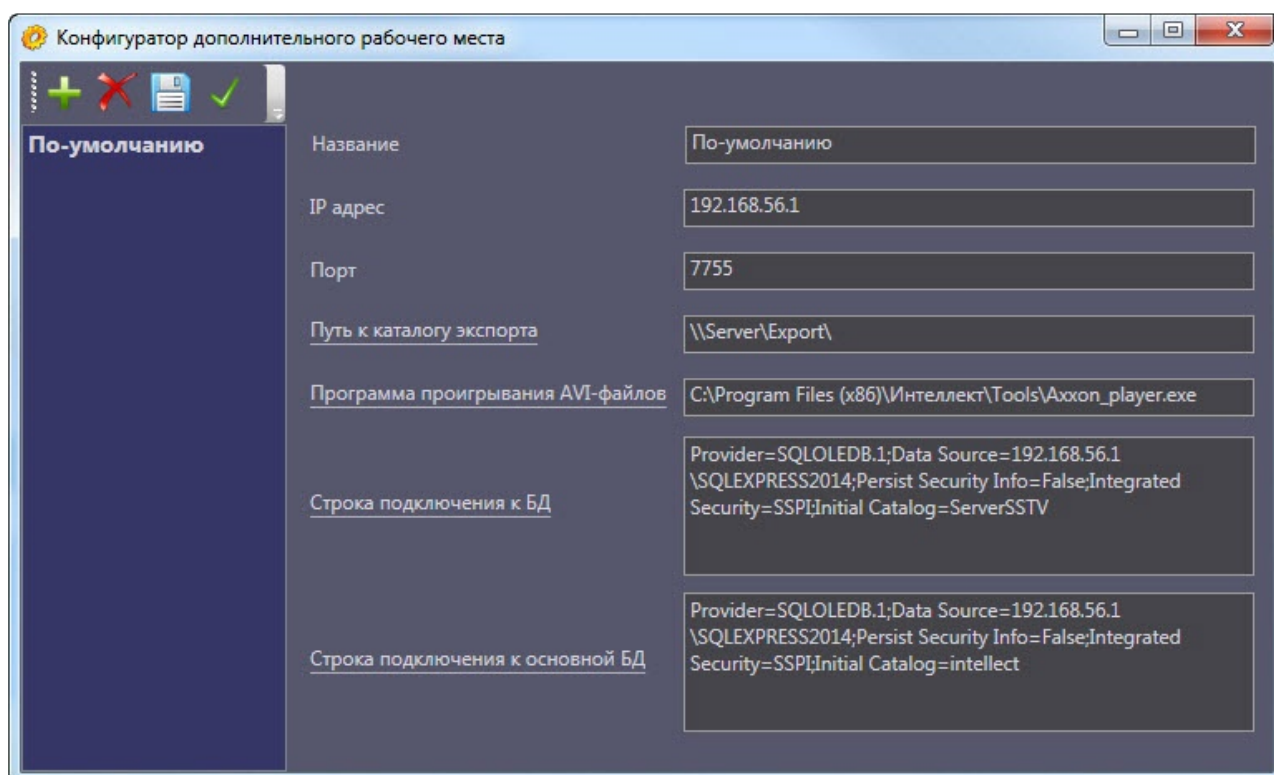 Конфигуратор дополнительного рабочего места
По-умолчанию
Название
По-умолчанию
IP адрес
192.168.56.1
Порт
7755
Путь к каталогу экспорта
\\Server\Export\
Программа проигрывания AVI-файлов
C:\Program Files (x86)\Интеллект\Tools\Axxon_player.exe
Строка подключения к БД
Provider=SQLOLEDB.1;Data Source=192.168.56.1
\SQLEXPRESS2014;Persist Security Info=False;Integrated
Security=SSPI;Initial Catalog=ServerSSTV
Строка подключения к основной БД
Provider=SQLOLEDB.1;Data Source=192.168.56.1
\SQLEXPRESS2014;Persist Security Info=False;Integrated
Security=SSPI;Initial Catalog=intellect